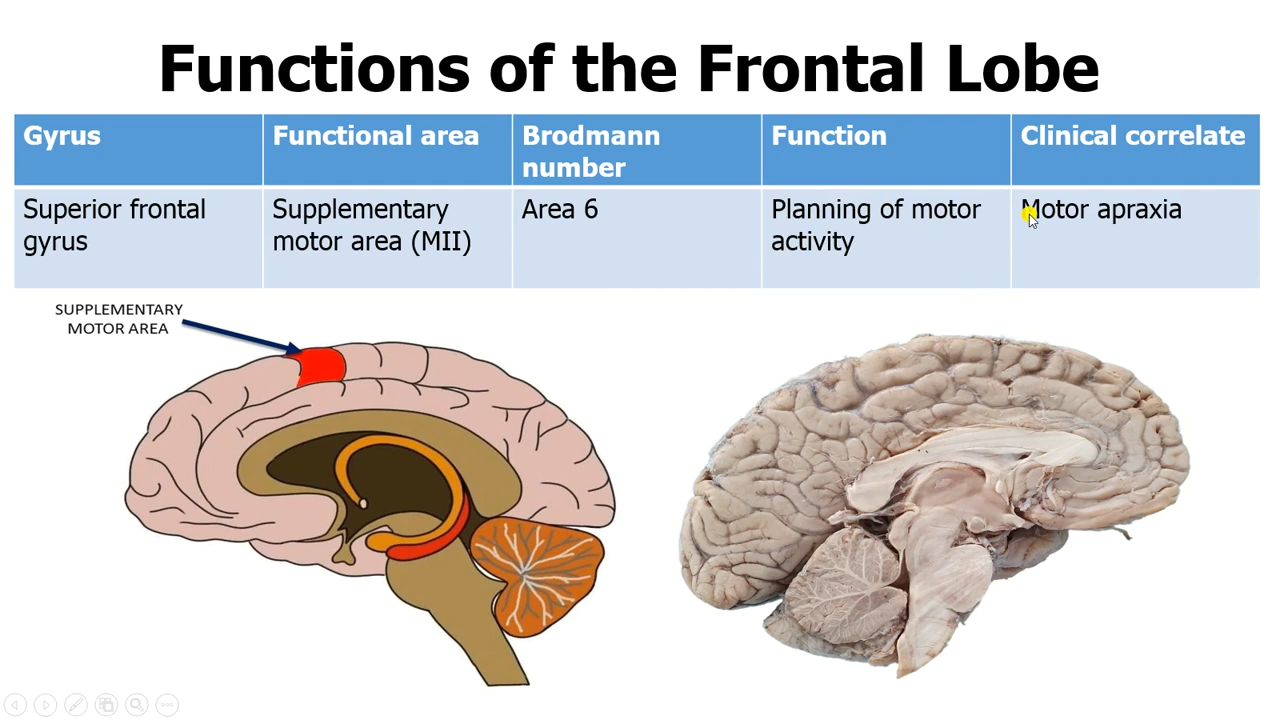 Functions of the Frontal Lobe
Gyrus
Functional area
Brodmann
number
Function
Clinical correlate
Superior frontal
gyrus
Supplementary
motor area (MII)
Area 6
Planning of motor
activity
Motor apraxia
SUPPLEMENTARY
MOTOR AREA